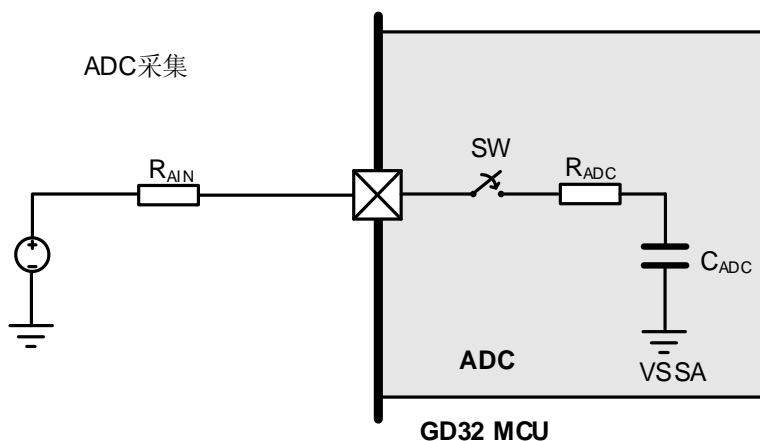 ADC采集
SW
RAIN
RADC
CADC
ADC
VSSA
GD32 MCU